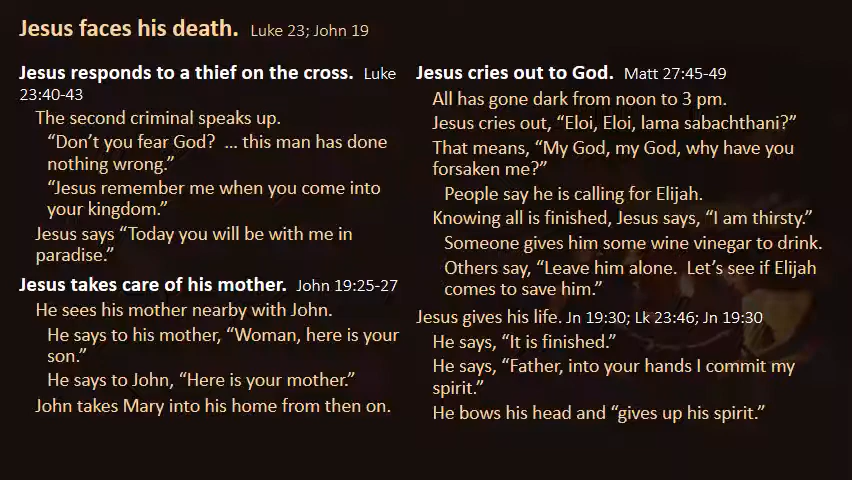 Jesus faces his death. Luke 23; John 19
Jesus responds to a thief on the cross. Luke
23:40-43
The second criminal speaks up.
“Don’t you fear God? … this man has done
nothing wrong.”
“Jesus remember me when you come into
your kingdom.”
Jesus says “Today you will be with me in
paradise.”
Jesus takes care of his mother. John 19:25-27
He sees his mother nearby with John.
He says to his mother, “Woman, here is your
son.”
He says to John, “Here is your mother.”
John takes Mary into his home from then on.
Jesus cries out to God. Matt 27:45-49
All has gone dark from noon to 3 pm.
Jesus cries out, “Eloi, Eloi, lama sabachthani?”
That means, “My God, my God, why have you
forsaken me?”
People say he is calling for Elijah.
Knowing all is finished, Jesus says, “I am thirsty.”
Someone gives him some wine vinegar to drink.
Others say, “Leave him alone. Let’s see if Elijah
comes to save him.”
Jesus gives his life. Jn 19:30; Lk 23:46; Jn 19:30
He says, “It is finished.”
He says, “Father, into your hands I commit my
spirit.”
He bows his head and “gives up his spirit.”